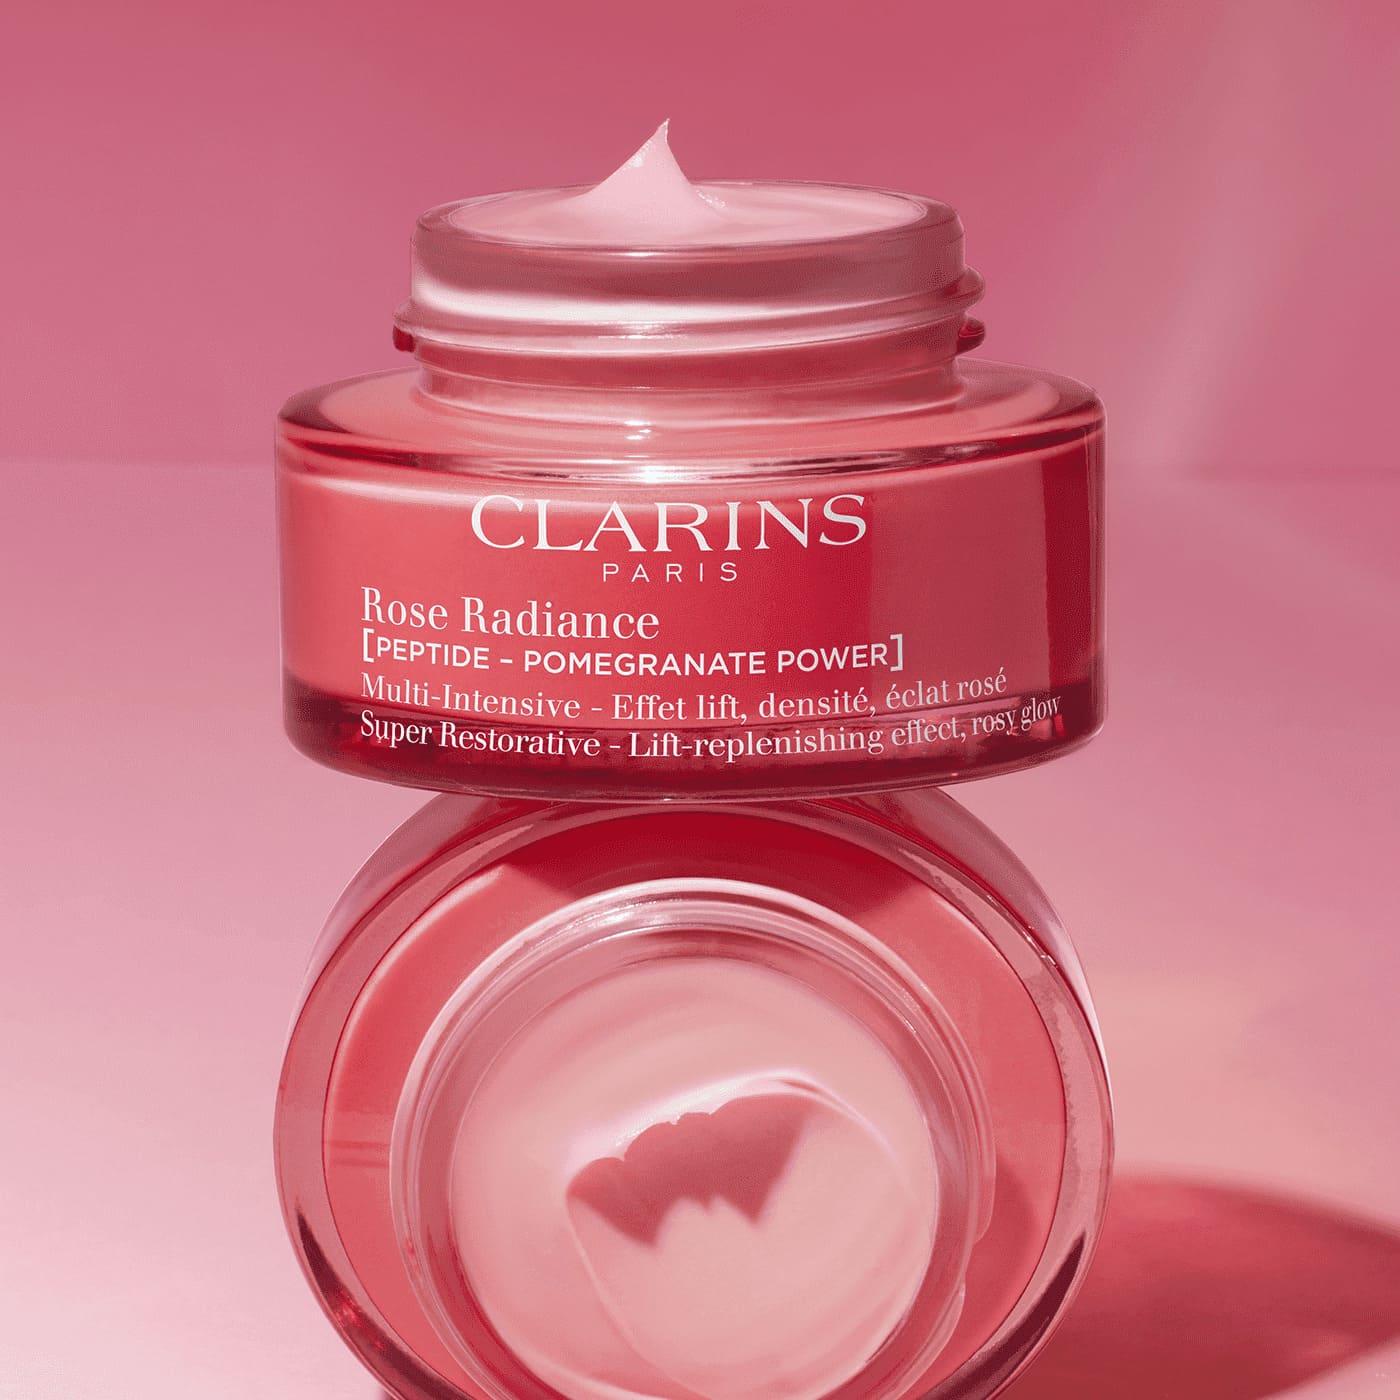 CLARINS
PARIS
Rose Radiance
[PEPTIDE – POMEGRANATE POWER]
Multi-Intensive - Effet lift, densité, éclat rosé
Super Restorative - Lift-replenishing effect, rosy glow